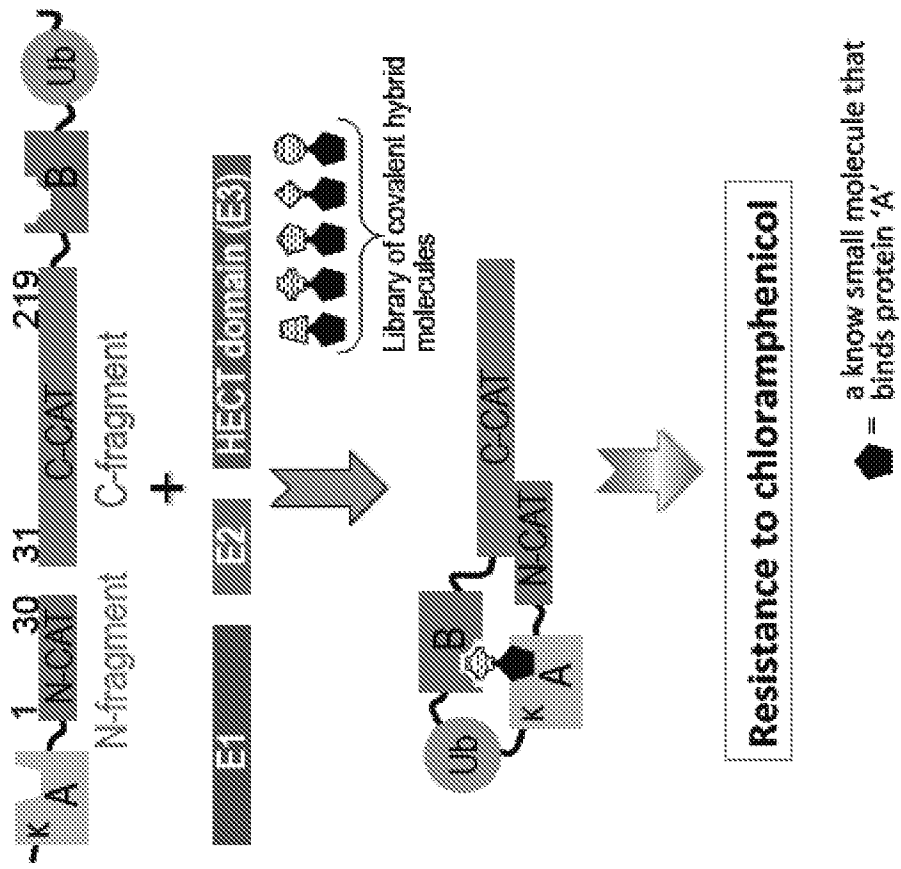 K A
1 30
N-CAT
31 219
C-CAT
B
Ub
N-fragment
C-fragment
+
E1
E2
HECT domain (E3)
Library of covalent hybrid
molecules
Ub
B
K A
C-CAT
N-CAT
Resistance to chloramphenicol
= a know small molecule that
binds protein ‘A’